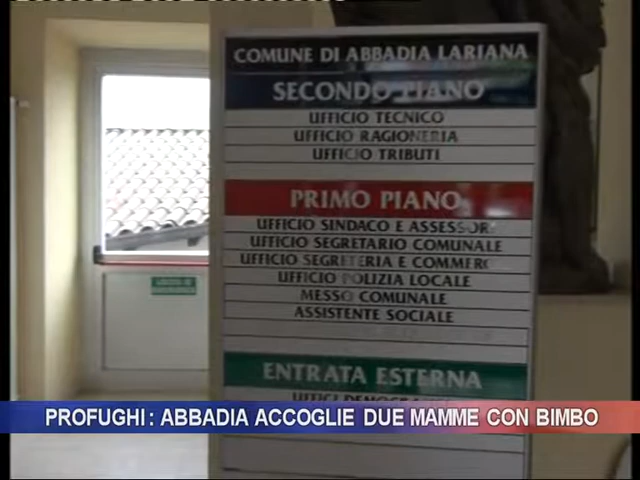 COMUNE DI ABBADIA LARIANA
SECONDO PIANO
UFFICIO TECNICO
UFFICIO RAGIONERIA
UFFICIO TRIBUTI
PRIMO PIANO
UFFICIO SINDACO E ASSESSORI
UFFICIO SEGRETARIO COMUNALE
UFFICIO SEGRETERIA E COMMERC
UFFICIO POLIZIA LOCALE
MESSO COMUNALE
ASSISTENTE SOCIALE
ENTRATA ESTERNA
PROFUGHI: ABBADIA ACCOGLIE DUE MAMME CON BIMBO